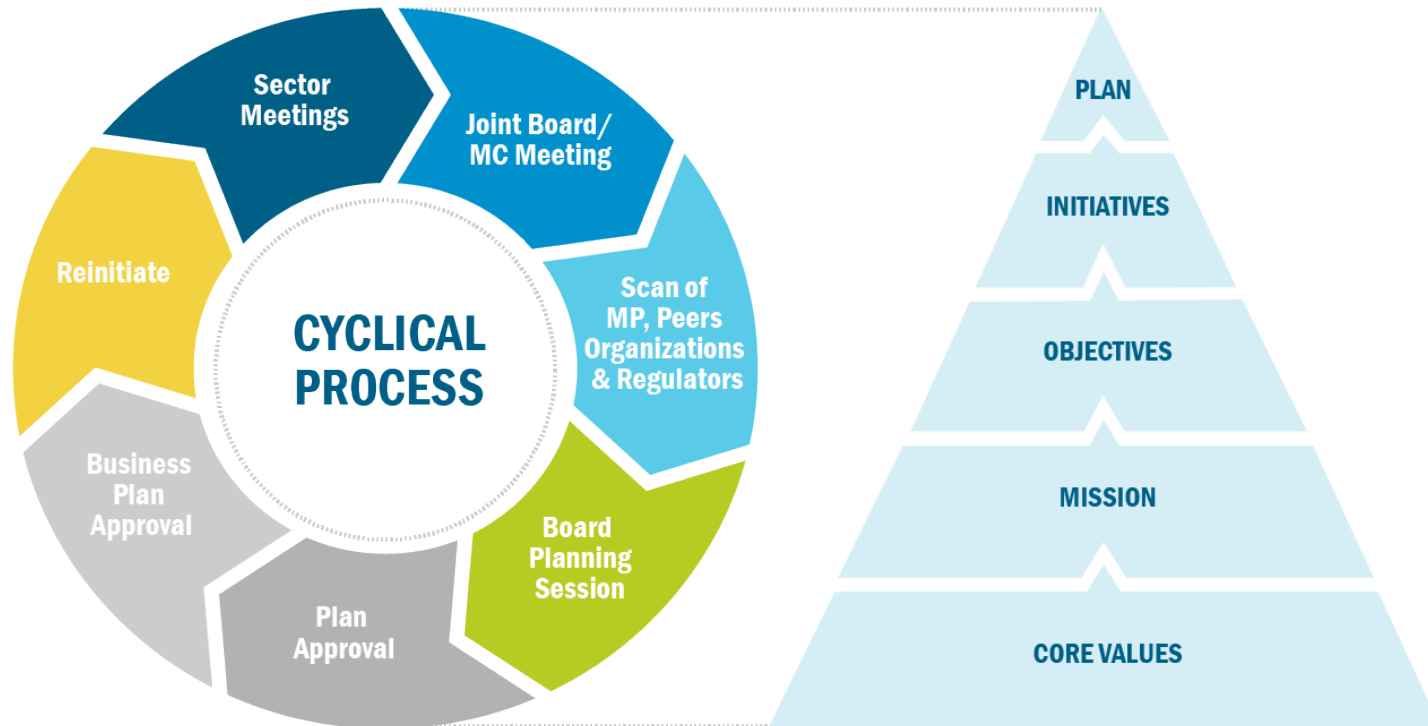 Sector
Meetings
Joint Board/
MC Meeting
Scan of
MP, Peers
Organizations
& Regulators
Board
Planning
Session
Plan
Approval
Business
Plan
Approval
Reinitiate
CYCLICAL
PROCESS
PLAN
INITIATIVES
OBJECTIVES
MISSION
CORE VALUES